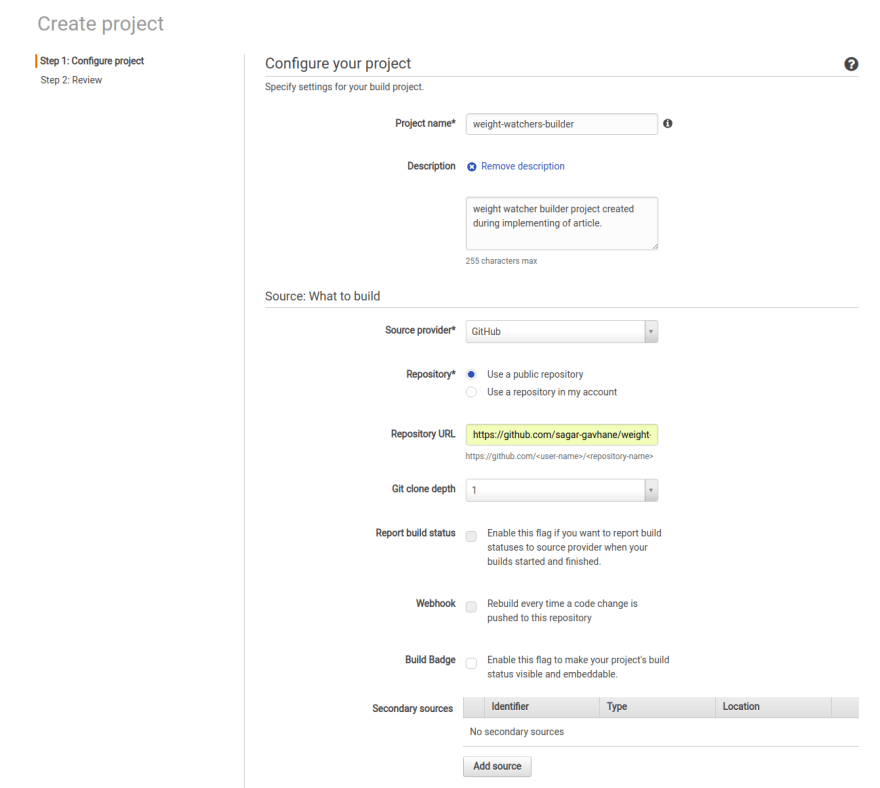 Create project
Step 1: Configure project
Step 2: Review
Configure your project
Specify settings for your build project.
Project name*
weight-watchers-builder
Description
Remove description
weight watcher builder project created
during implementing of article.
255 characters max
Source: What to build
Source provider*
GitHub
Repository*
Use a public repository
Use a repository in my account
Repository URL
https://github.com/sagar-gavhane/weight-
https://github.com/<user-name>/<repository-name>
Git clone depth
1
Report build status
Enable this flag if you want to report build
statuses to source provider when your
builds started and finished.
Webhook
Rebuild every time a code change is
pushed to this repository
Build Badge
Enable this flag to make your project's build
status visible and embeddable.
Secondary sources
Identifier Type Location
No secondary sources
Add source